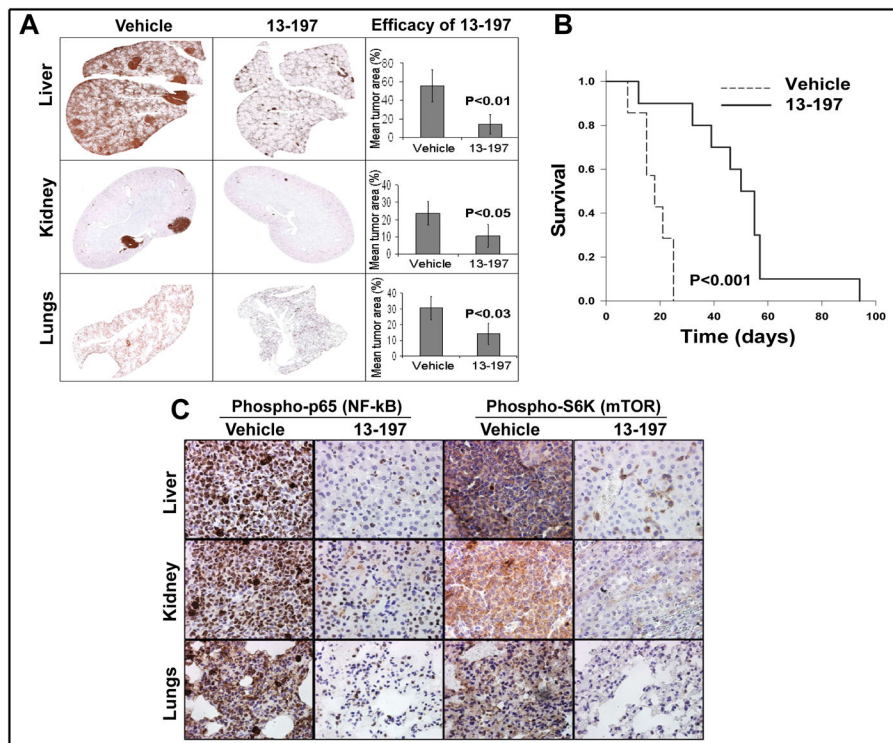 A
Vehicle 13-197 Efficacy of 13-197
Liver
Mean tumor area (%)
80
60
40
20
0
P<0.01
Vehicle 13-197
Kidney
Mean tumor area (%)
40
30
20
10
0
P<0.05
Vehicle 13-197
Lungs
Mean tumor area (%)
40
30
20
10
0
P<0.03
Vehicle 13-197
B
Vehicle
13-197
Survival
1.0
0.8
0.6
0.4
0.2
0.0
P<0.001
0 20 40 60 80 100
Time (days)
C
Phospho-p65 (NF-kB) Phospho-S6K (mTOR)
Vehicle 13-197 Vehicle 13-197
Liver
Kidney
Lungs